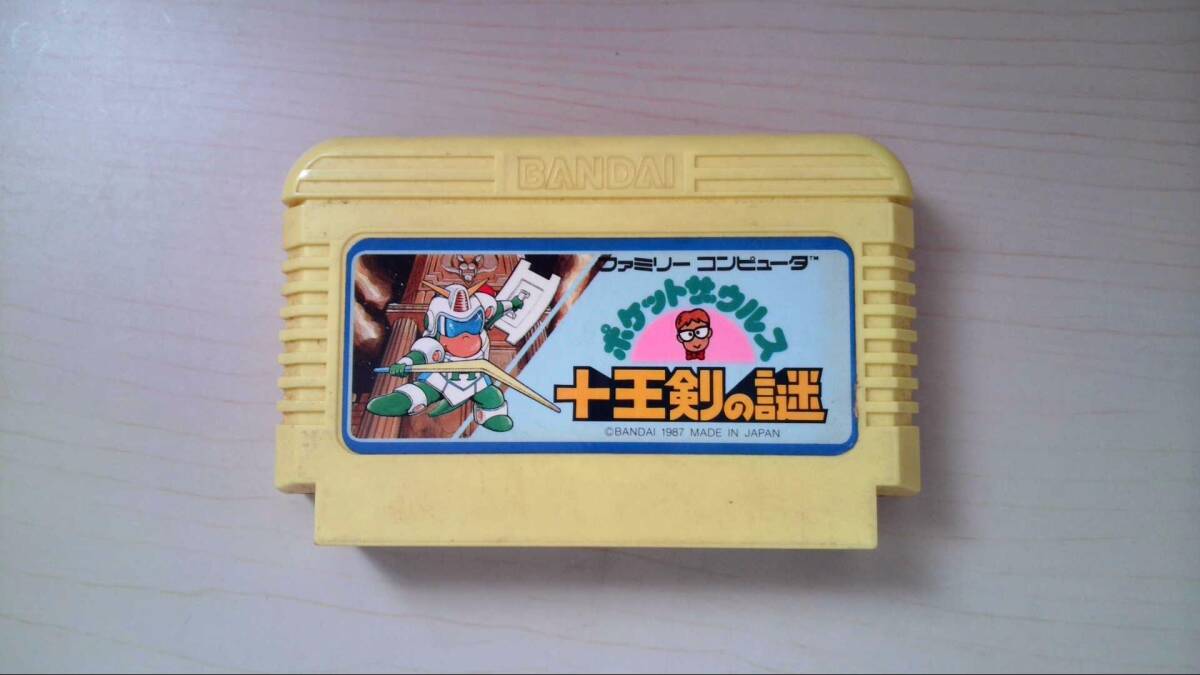 BANDAI
ファミリー コンピュータ™
ポケットザウルス
十王剣の謎
©BANDAI 1987 MADE IN JAPAN